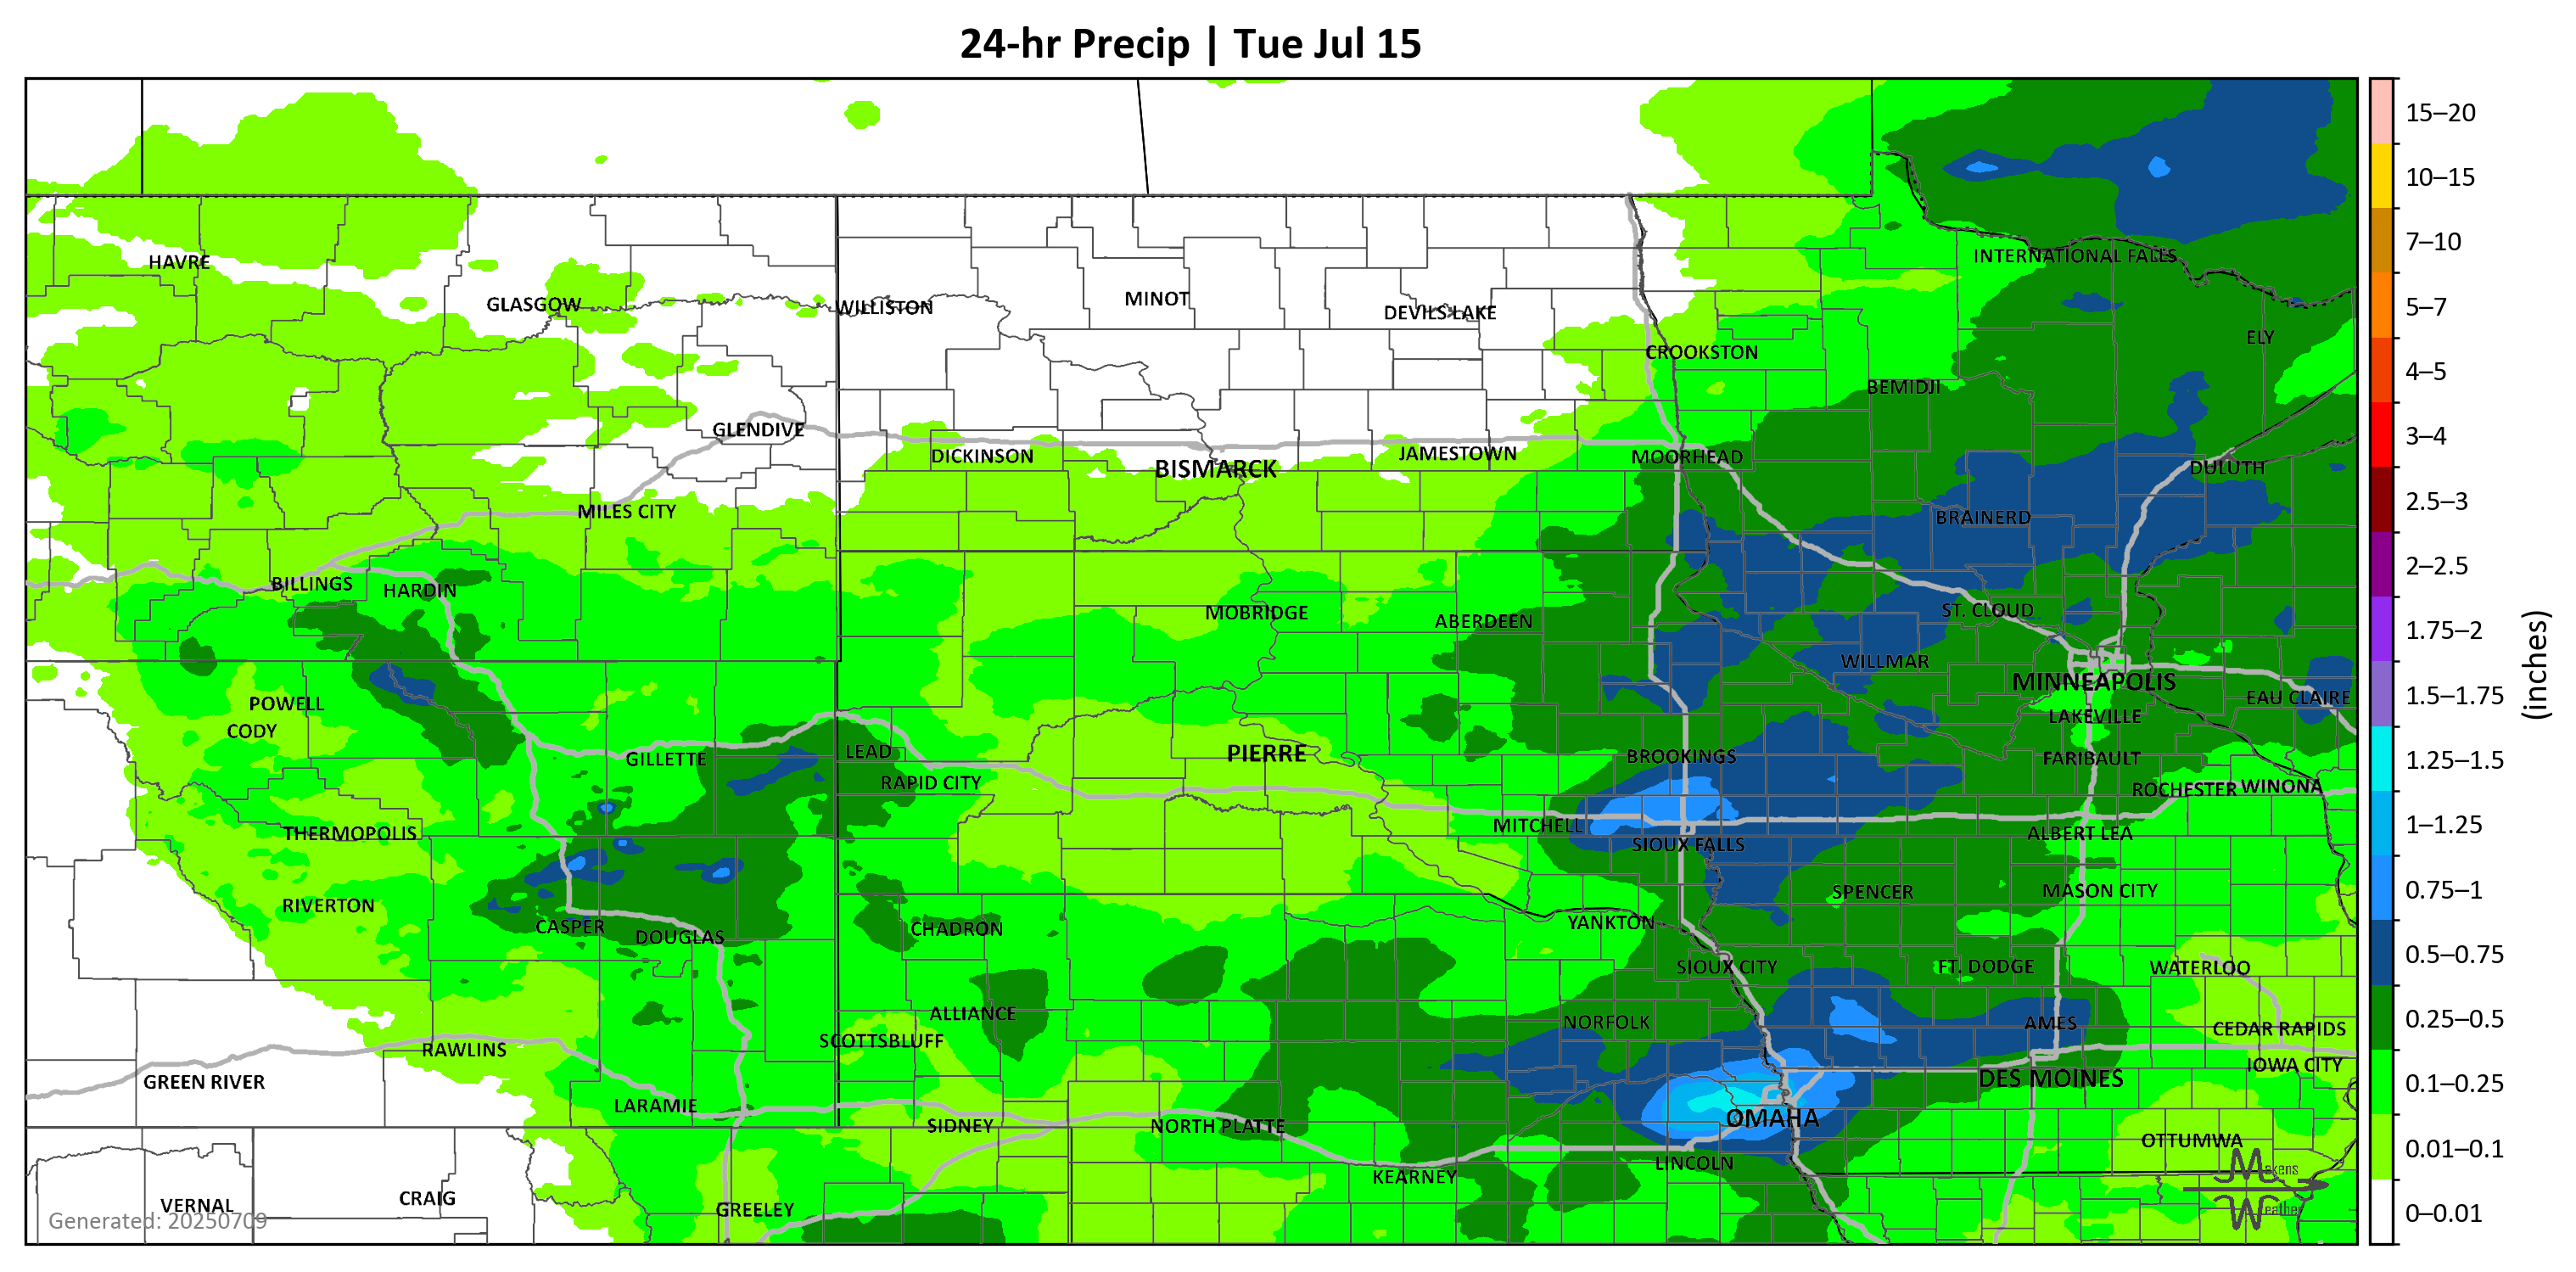 24-hr Precip | Tue Jul 15
15–20
10–15
7–10
5–7
4–5
3–4
2.5–3
2–2.5
1.75–2
1.5–1.75
1.25–1.5
1–1.25
0.75–1
0.5–0.75
0.25–0.5
0.1–0.25
0.01–0.1
0–0.01
(inches)
INTERNATIONAL FALLS
HAVRE
GLASGOW
WILLISTON
MINOT
DEVILS LAKE
ELY
CROOKSTON
BEMIDJI
GLENDIVE
DICKINSON
BISMARCK
JAMESTOWN
MOORHEAD
DULUTH
MILES CITY
BRAINERD
BILLINGS
HARDIN
MOBRIDGE
ABERDEEN
ST. CLOUD
WILLMAR
MINNEAPOLIS
EAU CLAIRE
POWELL
CODY
LAKEVILLE
GILLETTE
LEAD
PIERRE
BROOKINGS
FARIBAULT
RAPID CITY
ROCHESTER
WINONA
THERMOPOLIS
MITCHELL
SIOUX FALLS
ALBERT LEA
RIVERTON
SPENCER
MASON CITY
CASPER
DOUGLAS
CHADRON
YANKTON
SIOUX CITY
FT. DODGE
WATERLOO
ALLIANCE
NORFOLK
AMES
CEDAR RAPIDS
SCOTTSBLUFF
RAWLINS
IOWA CITY
GREEN RIVER
DES MOINES
LARAMIE
SIDNEY
NORTH PLATTE
OMAHA
OTTUMWA
LINCOLN
KEARNEY
VERNAL
CRAIG
GREELEY
Generated: 20250709
Makens
Weather